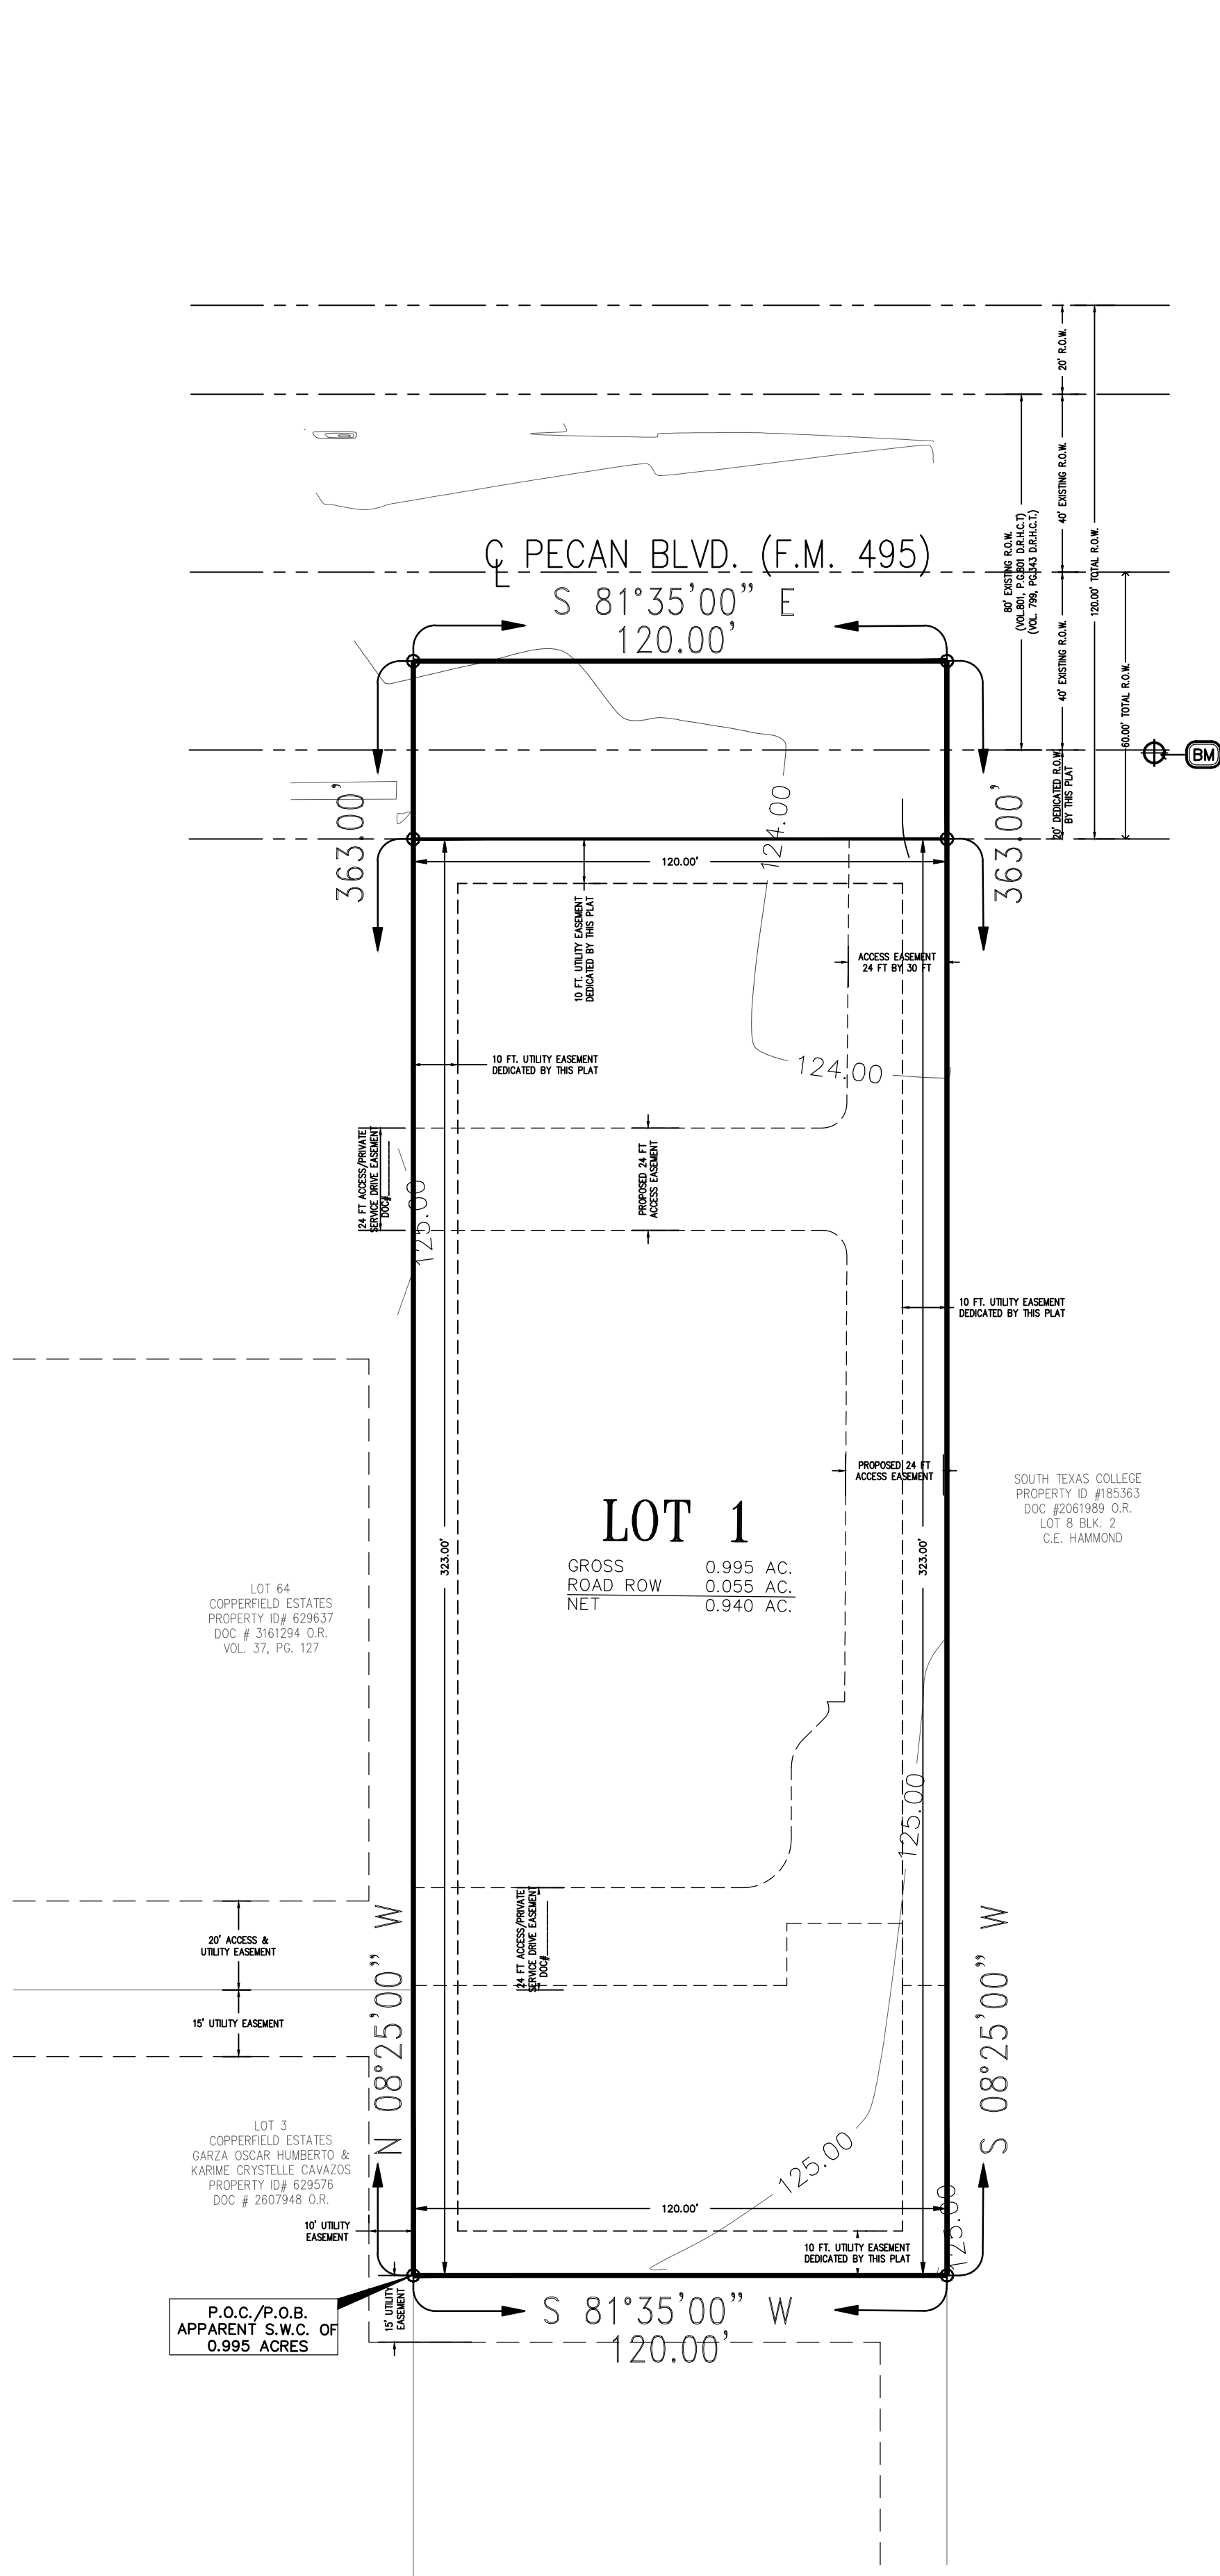 20' R.O.W.
40' EXISTING R.O.W.
80' EXISTING R.O.W.
(VOL.801, P.G.801 D.R.H.C.T)
(VOL. 799, PG.343 D.R.H.C.T.)
120.00' TOTAL R.O.W.
℄ PECAN BLVD. (F.M. 495)
S 81°35'00" E
120.00'
40' EXISTING R.O.W.
60.00' TOTAL R.O.W.
BM
20' DEDICATED R.O.W.
BY THIS PLAT
363.00'
363.00'
124.00
120.00'
10 FT. UTILITY EASEMENT
DEDICATED BY THIS PLAT
ACCESS EASEMENT
24 FT BY 30 FT
10 FT. UTILITY EASEMENT
DEDICATED BY THIS PLAT
124.00
24 FT ACCESS/PRIVATE
SERVICE DRIVE EASEMENT
DOC#__________
125.00
PROPOSED 24 FT
ACCESS EASEMENT
10 FT. UTILITY EASEMENT
DEDICATED BY THIS PLAT
PROPOSED 24 FT
ACCESS EASEMENT
SOUTH TEXAS COLLEGE
PROPERTY ID #185363
DOC #2061989 O.R.
LOT 8 BLK. 2
C.E. HAMMOND
LOT 1
323.00'
323.00'
GROSS 0.995 AC.
ROAD ROW 0.055 AC.
NET 0.940 AC.
LOT 64
COPPERFIELD ESTATES
PROPERTY ID# 629637
DOC # 3161294 O.R.
VOL. 37, PG. 127
125.00
24 FT ACCESS/PRIVATE
SERVICE DRIVE EASEMENT
DOC#__________
20' ACCESS &
UTILITY EASEMENT
15' UTILITY EASEMENT
N 08°25'00" W
S 08°25'00" W
LOT 3
COPPERFIELD ESTATES
GARZA OSCAR HUMBERTO &
KARIME CRYSTELLE CAVAZOS
PROPERTY ID# 629576
DOC # 2607948 O.R.
125.00
125.00
120.00'
10' UTILITY
EASEMENT
10 FT. UTILITY EASEMENT
DEDICATED BY THIS PLAT
15' UTILITY
EASEMENT
P.O.C./P.O.B.
APPARENT S.W.C. OF
0.995 ACRES
S 81°35'00" W
120.00'